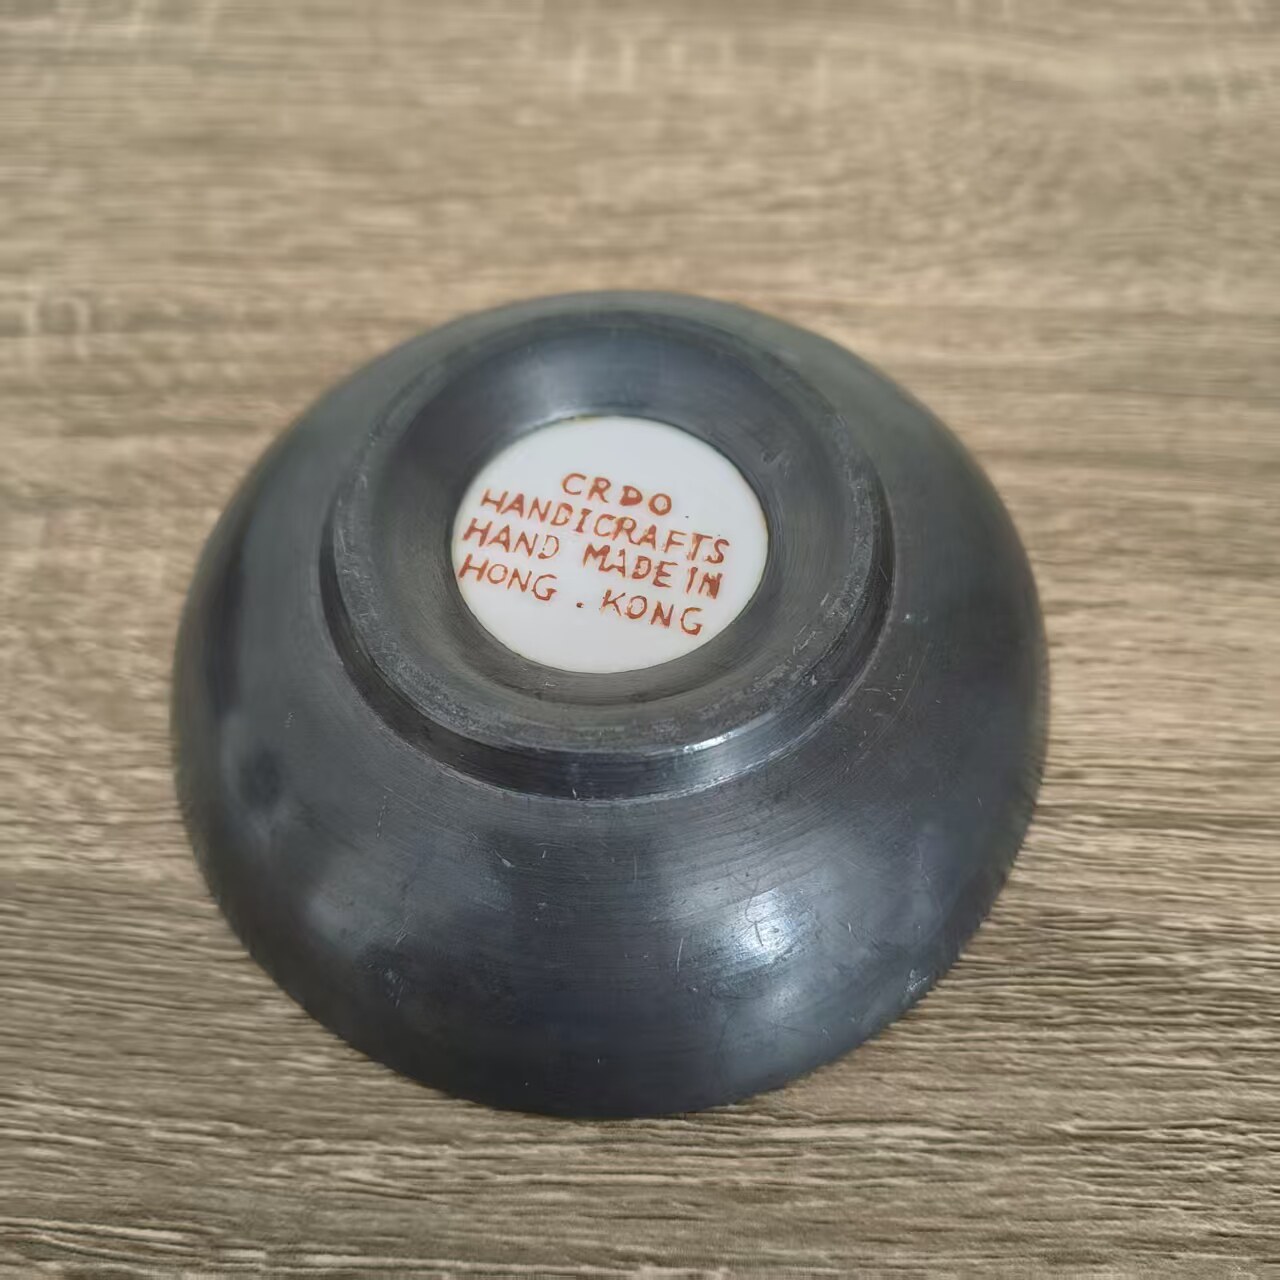 CRDO
HANDICRAFTS
HAND MADE IN
HONG . KONG